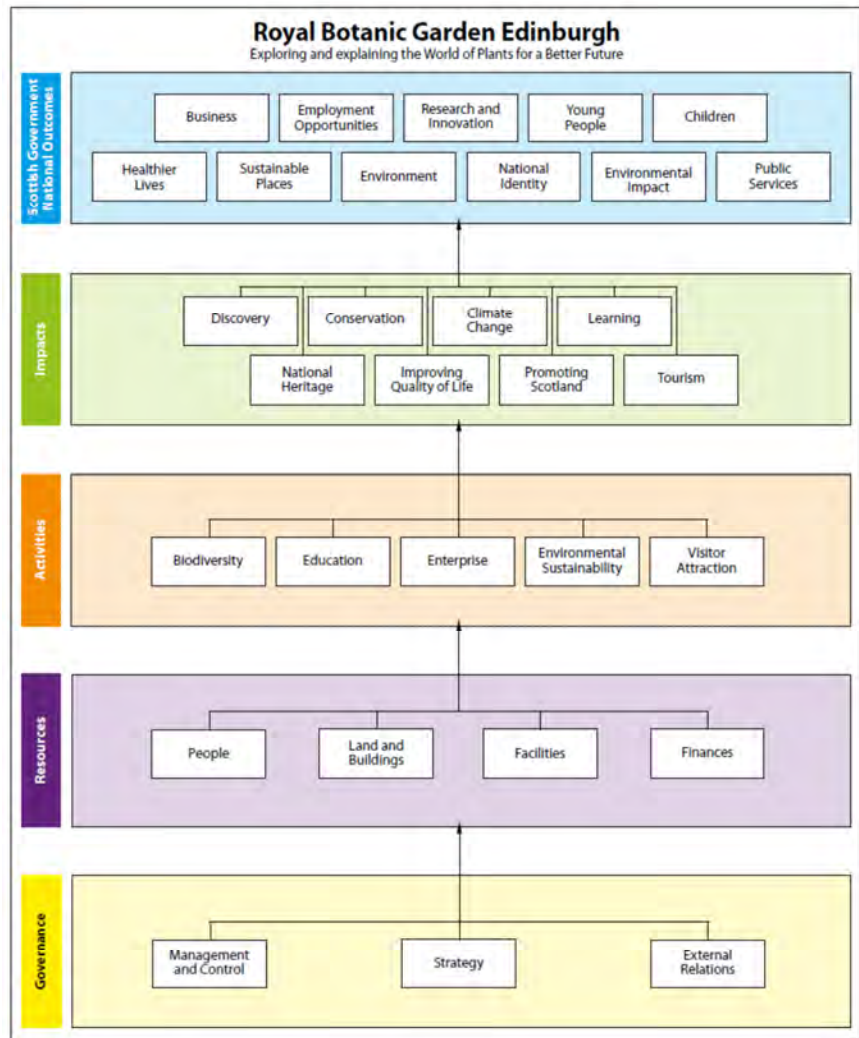 Royal Botanic Garden Edinburgh
Exploring and explaining the World of Plants for a Better Future
Scottish Government
National Outcomes
Business
Employment
Opportunities
Research and
Innovation
Young
People
Children
Healthier
Lives
Sustainable
Places
Environment
National
Identity
Environmental
Impact
Public
Services
Impacts
Discovery
Conservation
Climate
Change
Learning
National
Heritage
Improving
Quality of Life
Promoting
Scotland
Tourism
Activities
Biodiversity
Education
Enterprise
Environmental
Sustainability
Visitor
Attraction
Resources
People
Land and
Buildings
Facilities
Finances
Governance
Management
and Control
Strategy
External
Relations